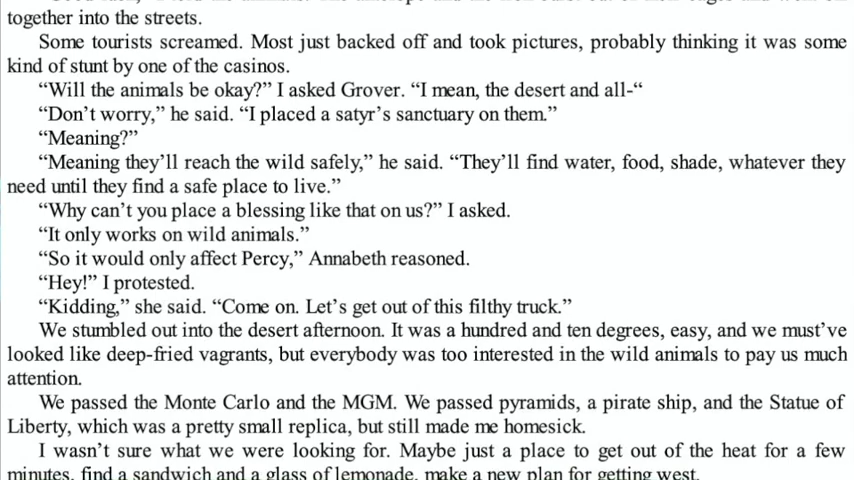 together into the streets.
Some tourists screamed. Most just backed off and took pictures, probably thinking it was some
kind of stunt by one of the casinos.
“Will the animals be okay?” I asked Grover. “I mean, the desert and all-“
“Don’t worry,” he said. “I placed a satyr’s sanctuary on them.”
“Meaning?”
“Meaning they’ll reach the wild safely,” he said. “They’ll find water, food, shade, whatever they
need until they find a safe place to live.”
“Why can’t you place a blessing like that on us?” I asked.
“It only works on wild animals.”
“So it would only affect Percy,” Annabeth reasoned.
“Hey!” I protested.
“Kidding,” she said. “Come on. Let’s get out of this filthy truck.”
We stumbled out into the desert afternoon. It was a hundred and ten degrees, easy, and we must’ve
looked like deep-fried vagrants, but everybody was too interested in the wild animals to pay us much
attention.
We passed the Monte Carlo and the MGM. We passed pyramids, a pirate ship, and the Statue of
Liberty, which was a pretty small replica, but still made me homesick.
I wasn’t sure what we were looking for. Maybe just a place to get out of the heat for a few
minutes, find a sandwich and a glass of lemonade, make a new plan for getting west.